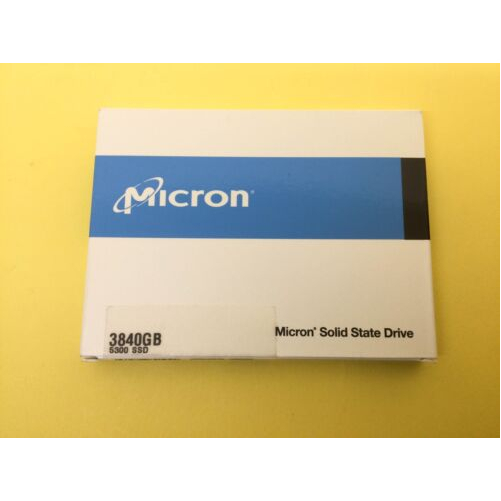 Micron®
3840GB
5300 SSD
Micron® Solid State Drive